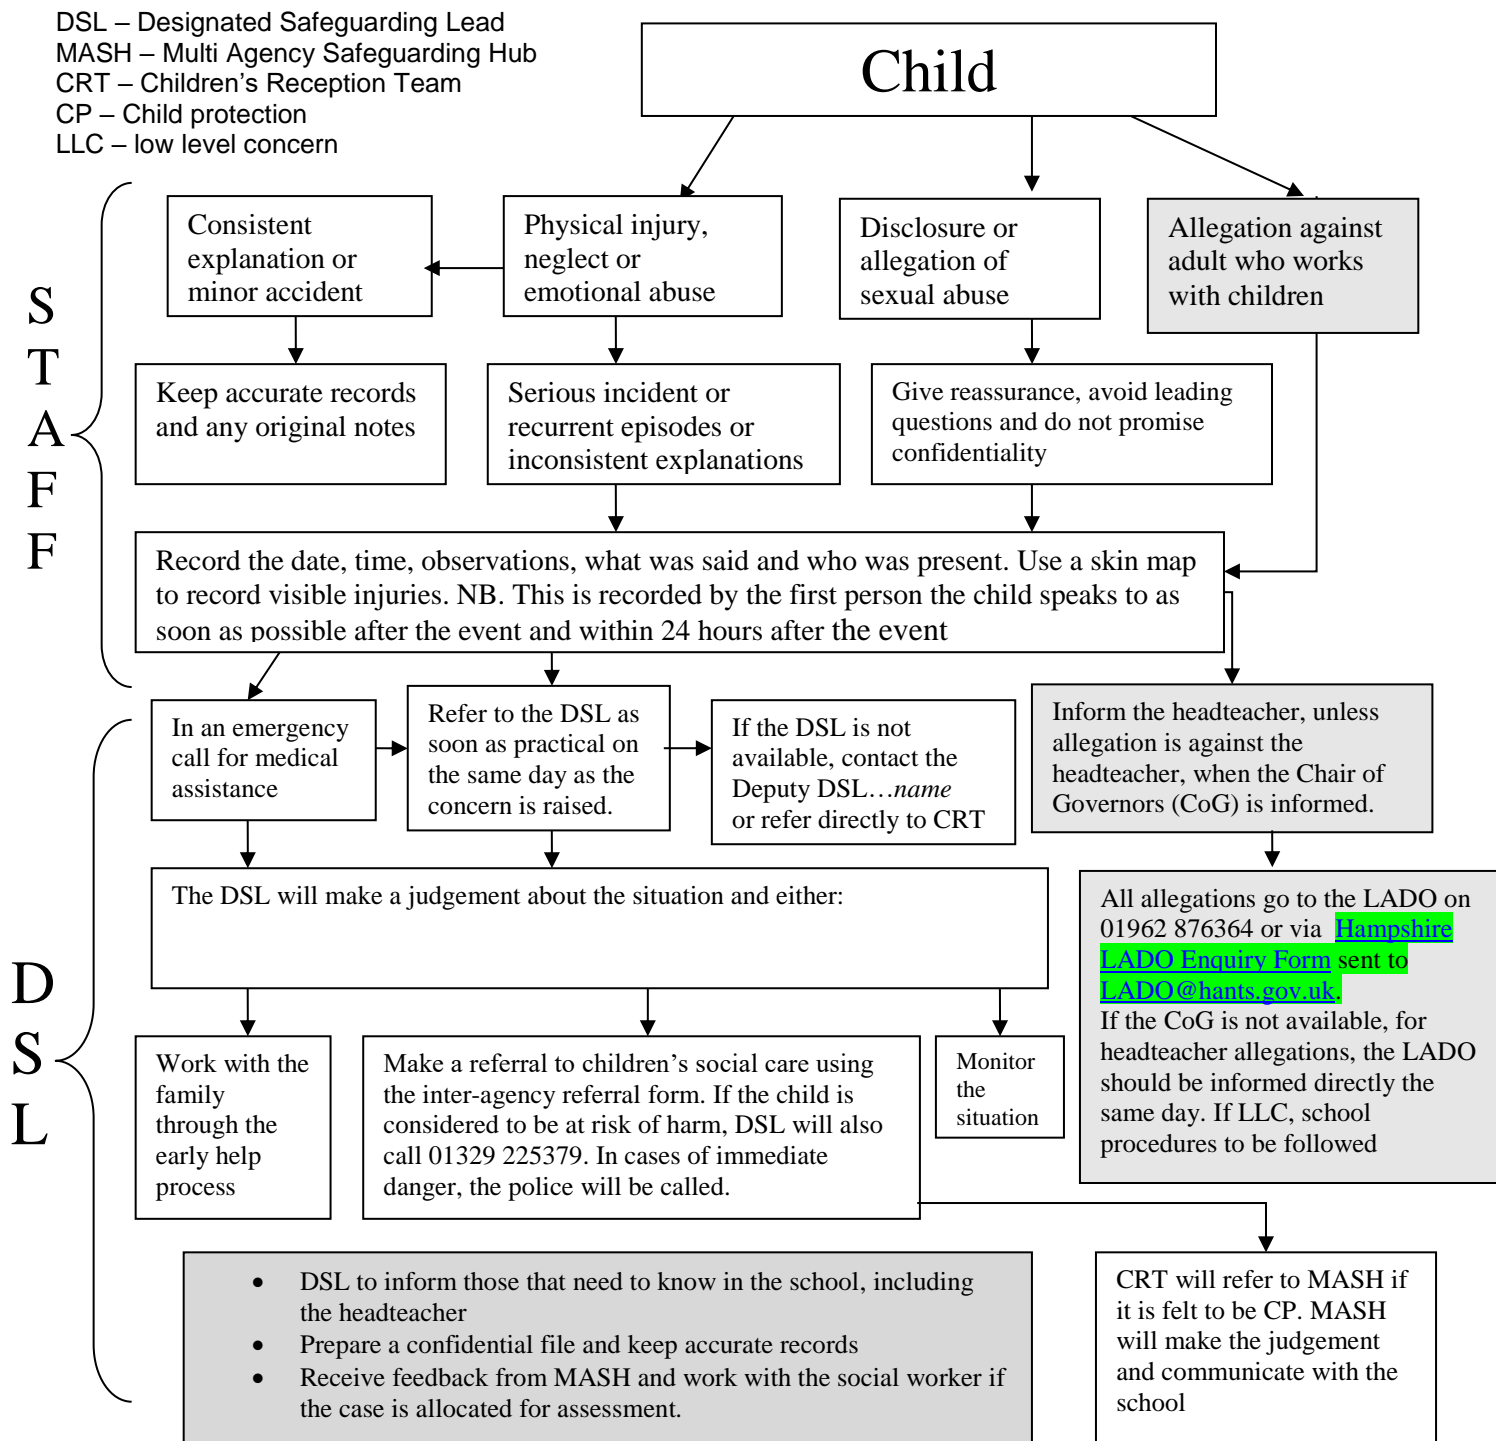 DSL – Designated Safeguarding Lead
MASH – Multi Agency Safeguarding Hub
CRT – Children's Reception Team
CP – Child protection
LLC – low level concern
Child
S
T
A
F
F
Consistent
explanation or
minor accident
Physical injury,
neglect or
emotional abuse
Disclosure or
allegation of
sexual abuse
Allegation against
adult who works
with children
Keep accurate records
and any original notes
Serious incident or
recurrent episodes or
inconsistent explanations
Give reassurance, avoid leading
questions and do not promise
confidentiality
Record the date, time, observations, what was said and who was present. Use a skin map
to record visible injuries. NB. This is recorded by the first person the child speaks to as
soon as possible after the event and within 24 hours after the event
D
S
L
In an emergency
call for medical
assistance
Refer to the DSL as
soon as practical on
the same day as the
concern is raised.
If the DSL is not
available, contact the
Deputy DSL…name
or refer directly to CRT
Inform the headteacher, unless
allegation is against the
headteacher, when the Chair of
Governors (CoG) is informed.
The DSL will make a judgement about the situation and either:
All allegations go to the LADO on
01962 876364 or via Hampshire
LADO Enquiry Form sent to
LADO@hants.gov.uk.
If the CoG is not available, for
headteacher allegations, the LADO
should be informed directly the
same day. If LLC, school
procedures to be followed
Work with the
family
through the
early help
process
Make a referral to children's social care using
the inter-agency referral form. If the child is
considered to be at risk of harm, DSL will also
call 01329 225379. In cases of immediate
danger, the police will be called.
Monitor
the
situation
• DSL to inform those that need to know in the school, including
the headteacher
• Prepare a confidential file and keep accurate records
• Receive feedback from MASH and work with the social worker if
the case is allocated for assessment.
CRT will refer to MASH if
it is felt to be CP. MASH
will make the judgement
and communicate with the
school